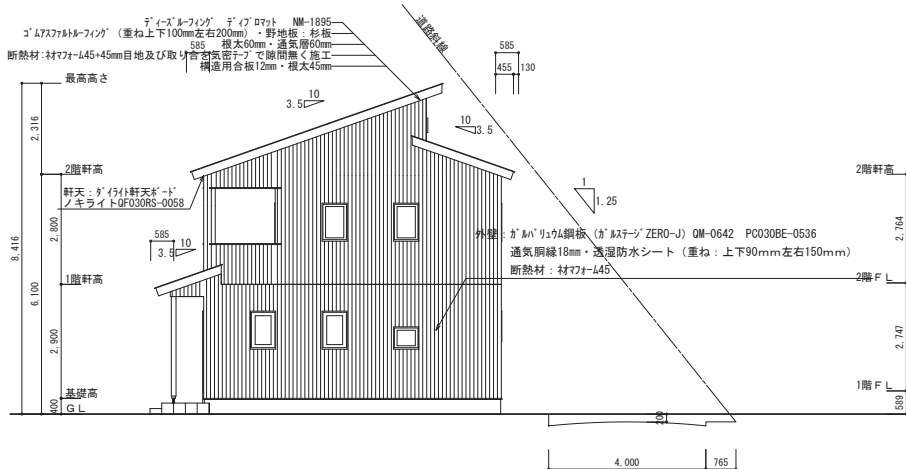 ディーズルーフィング ディプロマット NM-1895
ゴムアスファルトルーフィング（重ね上下100mm左右200mm）・野地板：杉板
根太60mm・通気層60mm
断熱材：ネオマフォーム45+45mm目地及び取り合を気密テープで隙間無く施工
構造用合板12mm・根太45mm
585
道路斜線
585
455
130
最高高さ
10
3.5
10
3.5
2,316
2階軒高
2階軒高
軒天：ダイライト軒天ボード
ノキライトQF030RS-0058
1
1.25
2,800
585
10
3.5
外壁：ガルバリュウム鋼板（ガルステージZERO-J）QM-0642 PC030BE-0536
通気胴縁18mm・透湿防水シート（重ね：上下90mm左右150mm）
断熱材：ネオマフォーム45
2,764
8,416
6,100
1階軒高
2階ＦＬ
2,900
2,747
基礎高
1階ＦＬ
400
ＧＬ
200
589
4,000
765